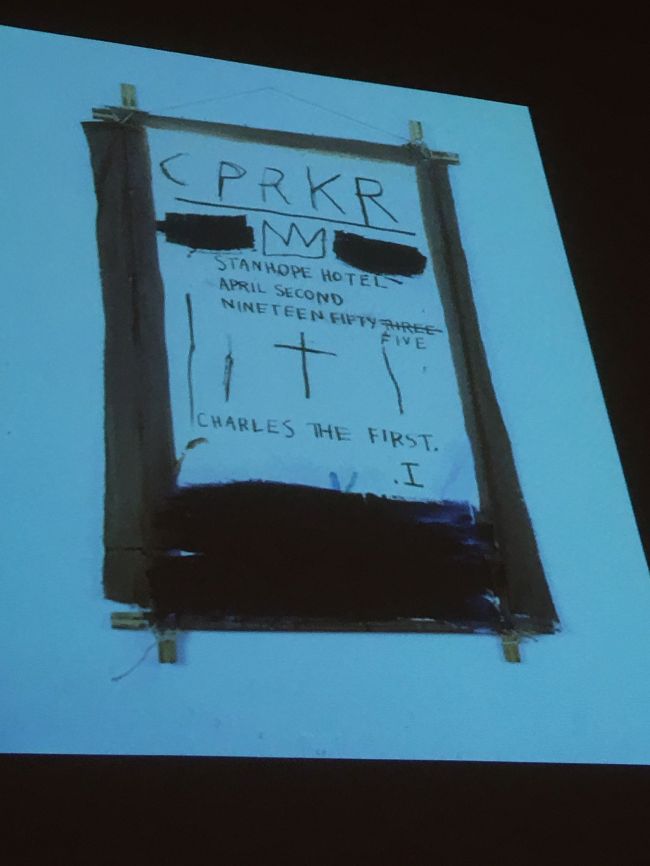 CPRKR
STANHOPE HOTEL
APRIL SECOND
NINETEEN FIFTY THREE
FIVE
CHARLES THE FIRST.
.I